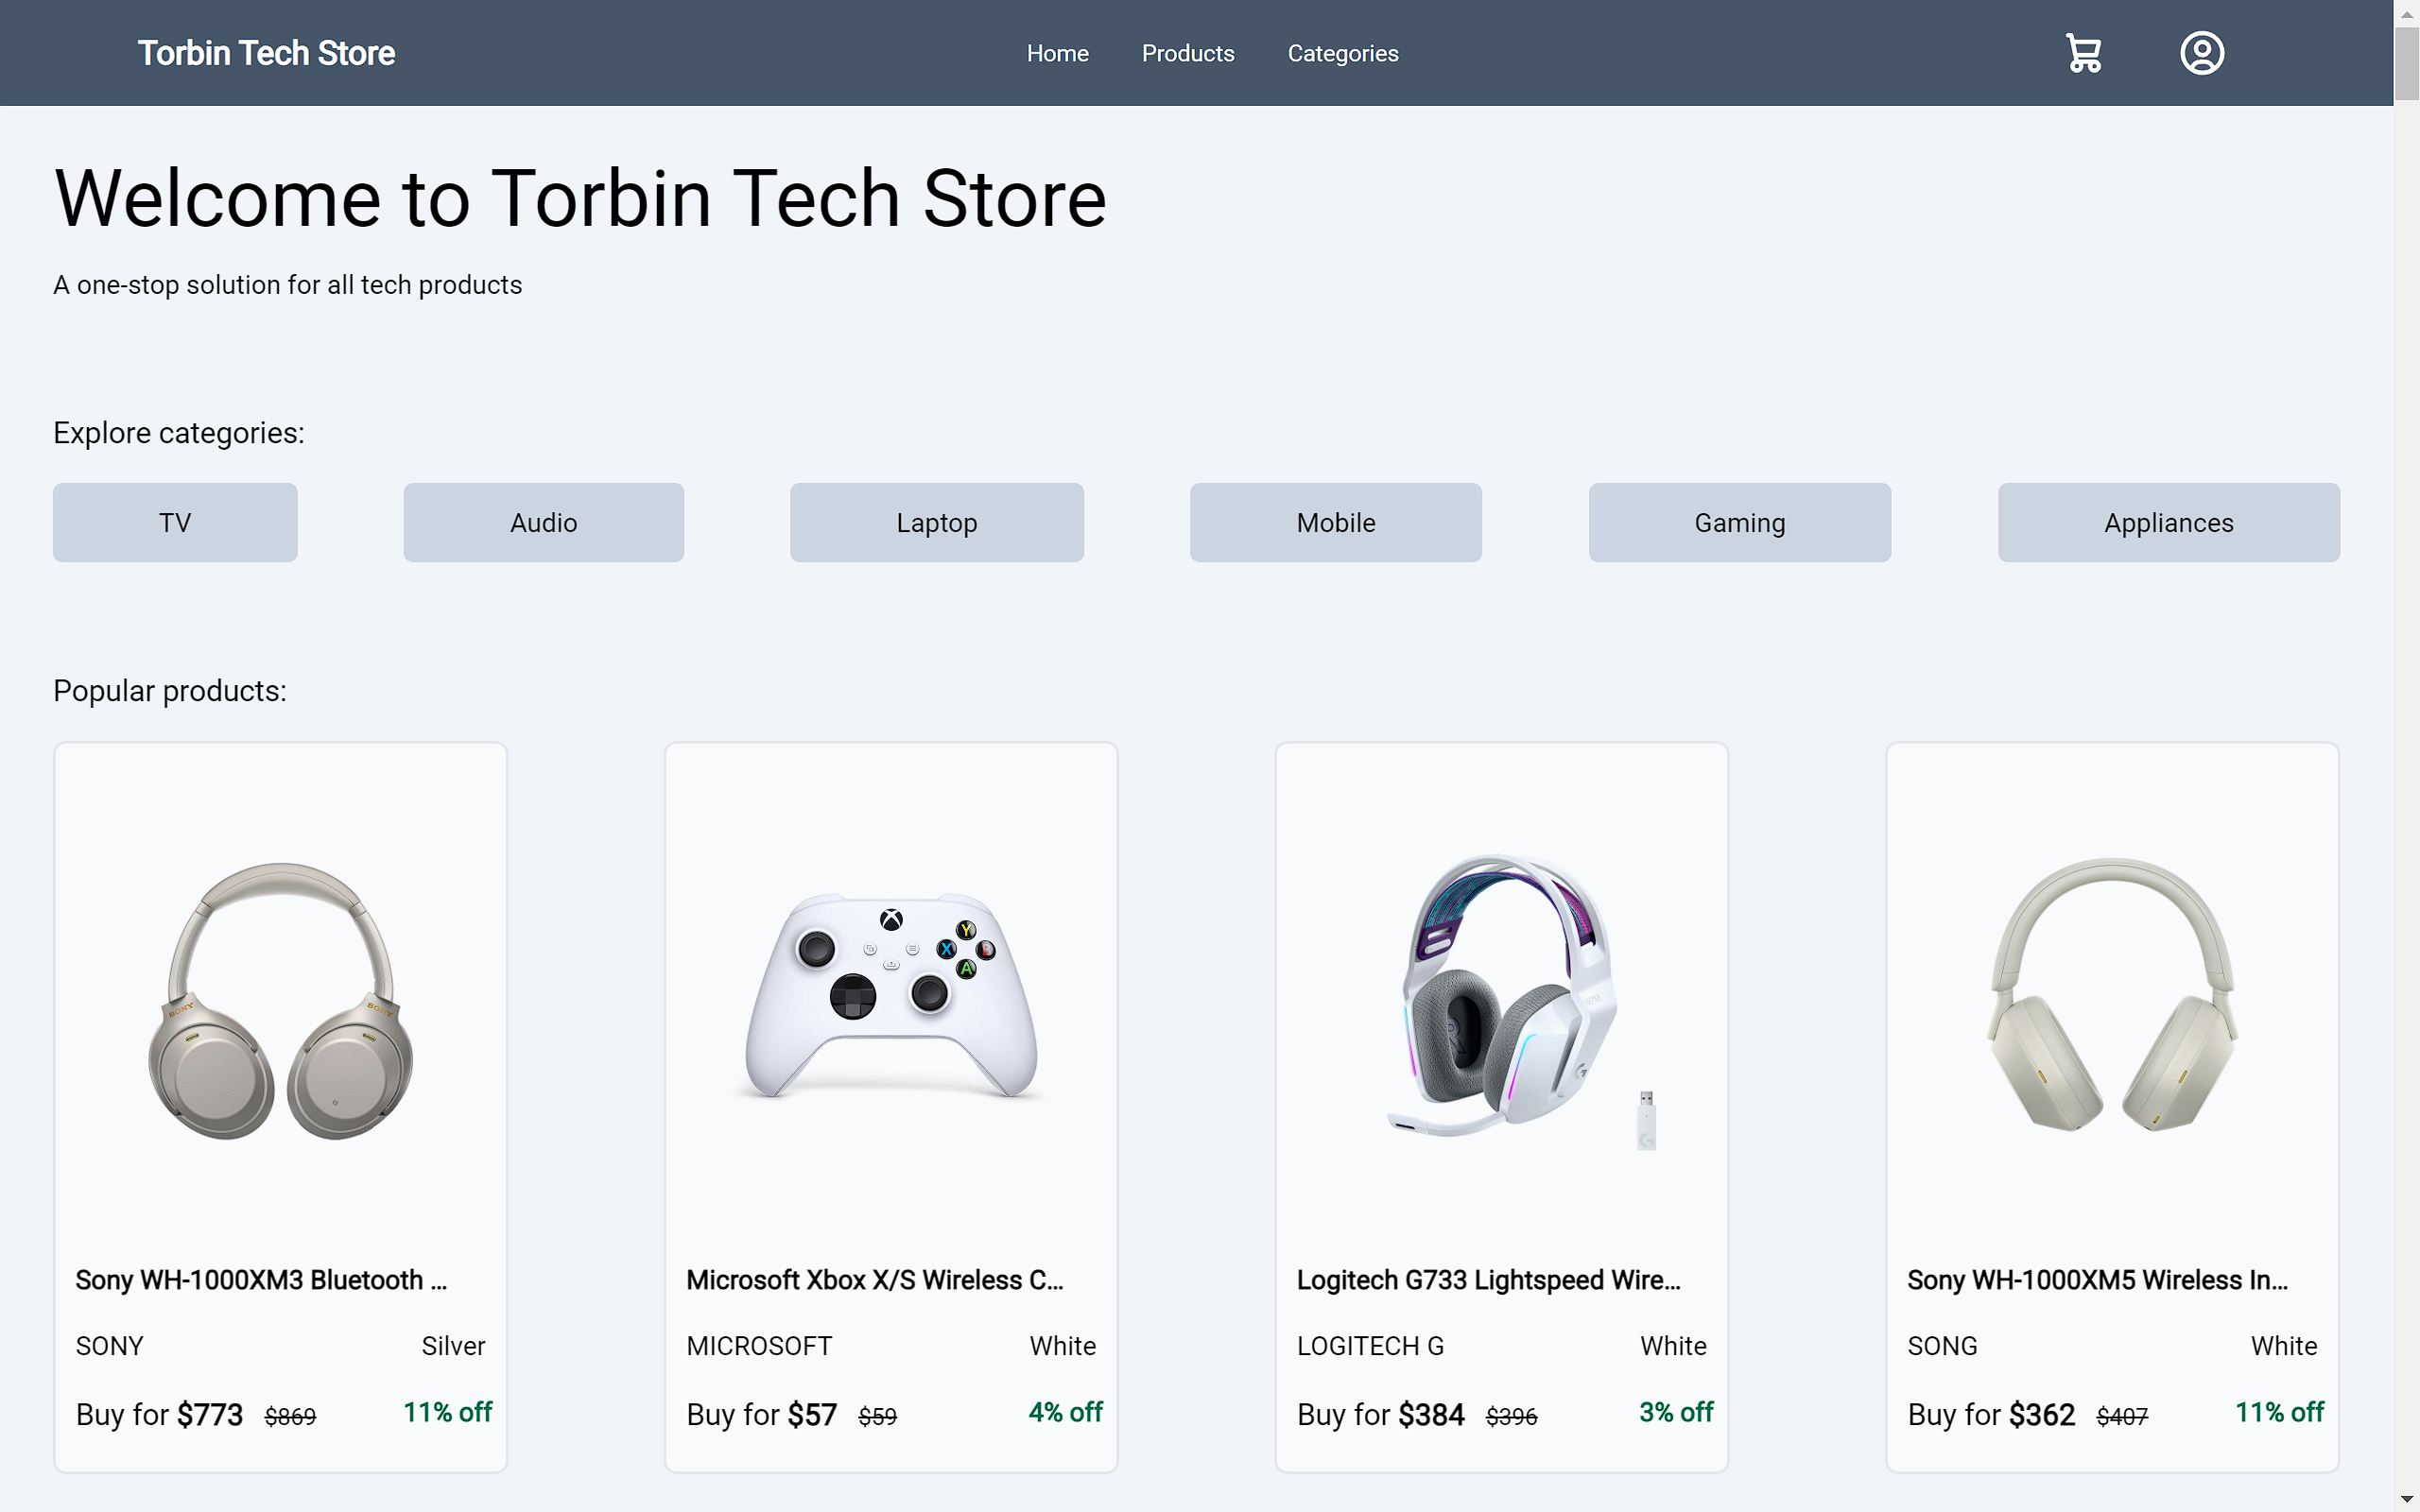 Torbin Tech Store
Home Products Categories
Welcome to Torbin Tech Store
A one-stop solution for all tech products
Explore categories:
TV Audio Laptop Mobile Gaming Appliances
Popular products:
SONY SONY
X Y X B A
G733
Sony WH-1000XM3 Bluetooth ...
SONY Silver
Buy for $773 $869 11% off
Microsoft Xbox X/S Wireless C...
MICROSOFT White
Buy for $57 $59 4% off
Logitech G733 Lightspeed Wire...
LOGITECH G White
Buy for $384 $396 3% off
Sony WH-1000XM5 Wireless In...
SONG White
Buy for $362 $407 11% off